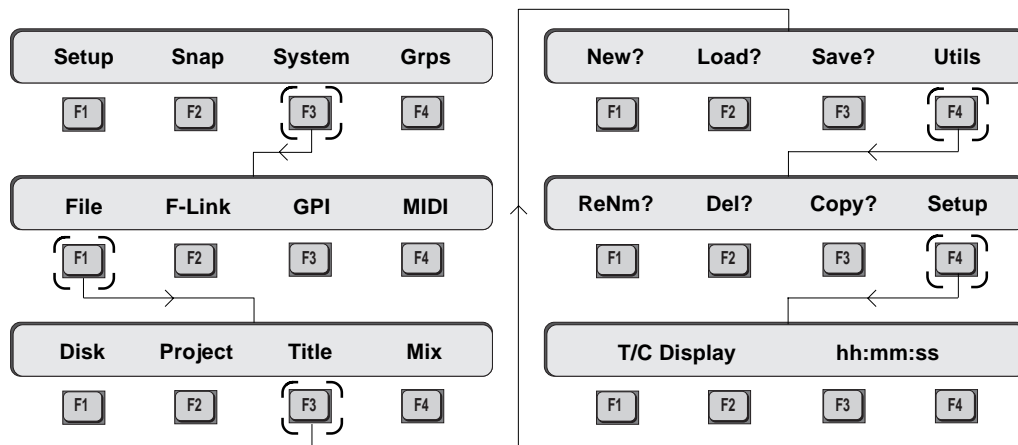 Setup Snap System Grps
F1 F2 F3 F4
File F-Link GPI MIDI
F1 F2 F3 F4
Disk Project Title Mix
F1 F2 F3 F4
New? Load? Save? Utils
F1 F2 F3 F4
ReNm? Del? Copy? Setup
F1 F2 F3 F4
T/C Display hh:mm:ss
F1 F2 F3 F4